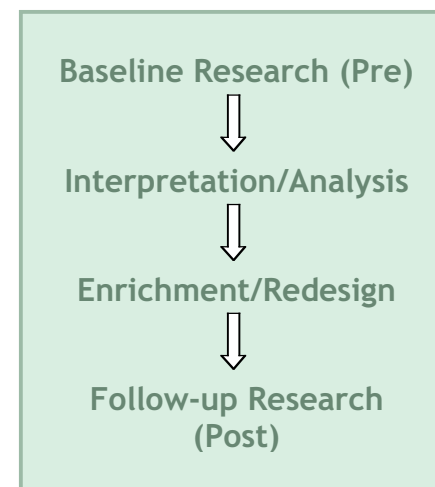 Baseline Research (Pre)
Interpretation/Analysis
Enrichment/Redesign
Follow-up Research
(Post)